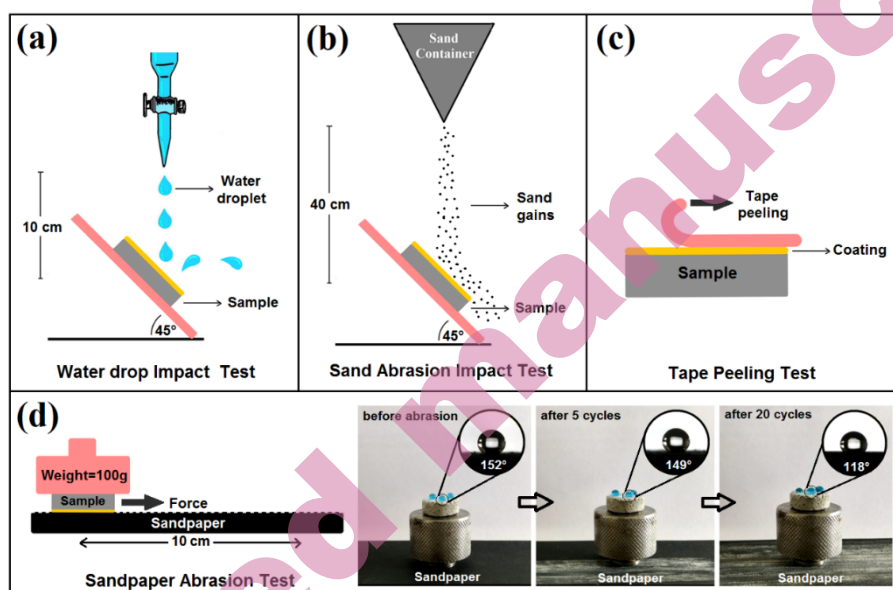 (a)
Water
droplet
10 cm
Sample
45°
Water drop Impact Test
(b)
Sand
Container
40 cm
Sand
gains
Sample
45°
Sand Abrasion Impact Test
(c)
Tape
peeling
Coating
Sample
Tape Peeling Test
(d)
Weight=100g
Sample
Force
Sandpaper
10 cm
Sandpaper Abrasion Test
before abrasion
152°
Sandpaper
after 5 cycles
149°
Sandpaper
after 20 cycles
118°
Sandpaper
ed manusc